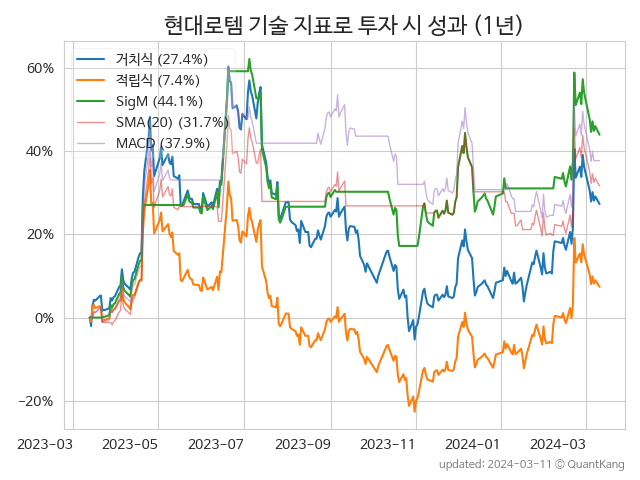 현대로템 기술 지표로 투자 시 성과 (1년)
거치식 (27.4%)
적립식 (7.4%)
SigM (44.1%)
SMA(20) (31.7%)
MACD (37.9%)
60%
40%
20%
0%
−20%
2023-03
2023-05
2023-07
2023-09
2023-11
2024-01
2024-03
updated: 2024-03-11 © QuantKang